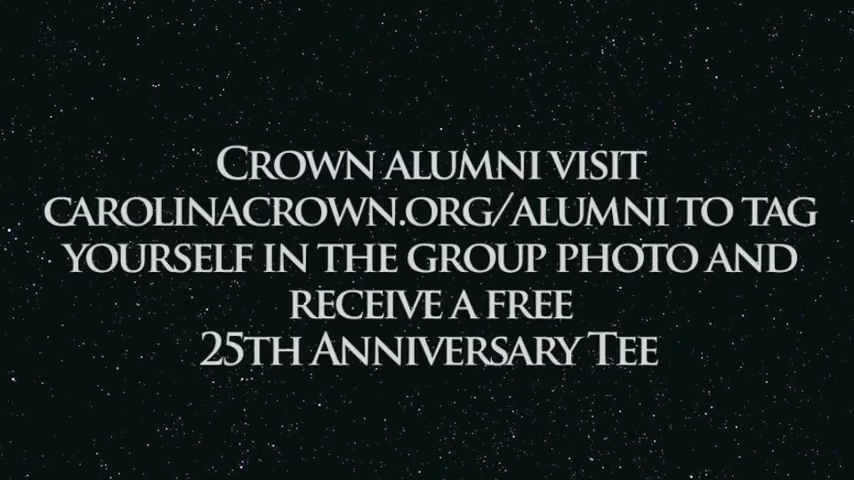 Crown alumni visit
carolinacrown.org/alumni to tag
yourself in the group photo and
receive a free
25th Anniversary Tee